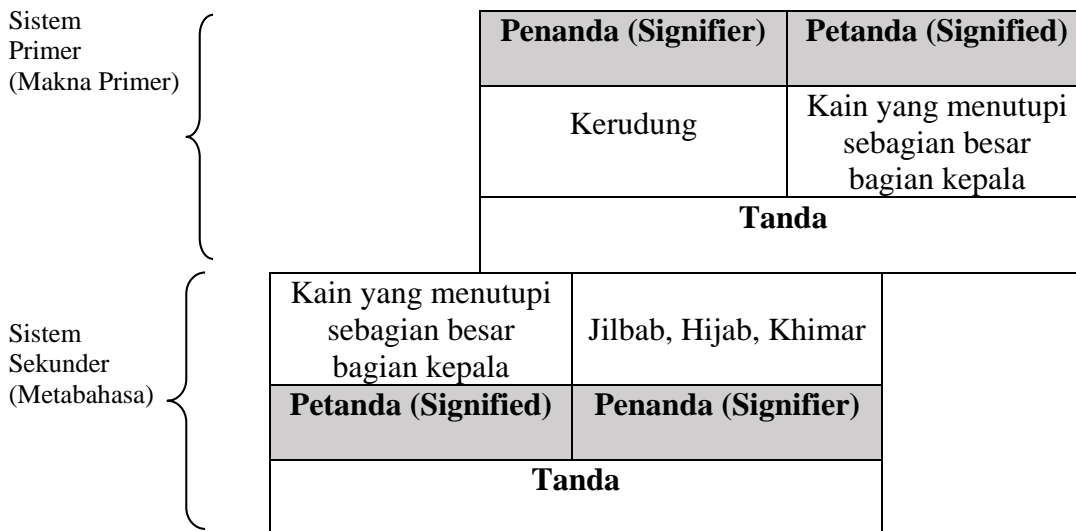 Sistem
Primer
(Makna Primer)
Penanda (Signifier) Petanda (Signified)
Kerudung
Kain yang menutupi
sebagian besar
bagian kepala
Tanda
Sistem
Sekunder
(Metabahasa)
Kain yang menutupi
sebagian besar
bagian kepala
Jilbab, Hijab, Khimar
Petanda (Signified) Penanda (Signifier)
Tanda